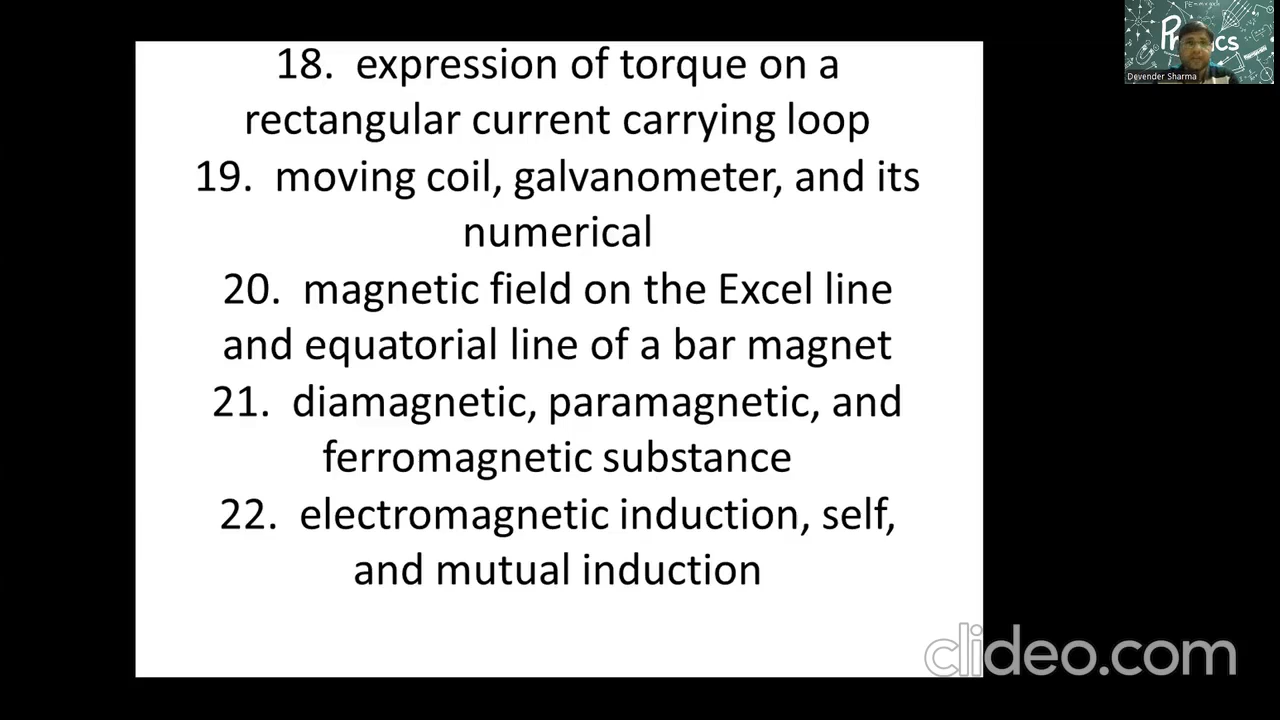 18.  expression of torque on a
rectangular current carrying loop
19.  moving coil, galvanometer, and its
numerical
20.  magnetic field on the Excel line
and equatorial line of a bar magnet
21.  diamagnetic, paramagnetic, and
ferromagnetic substance
22.  electromagnetic induction, self,
and mutual induction
Devender Sharma
clideo.com